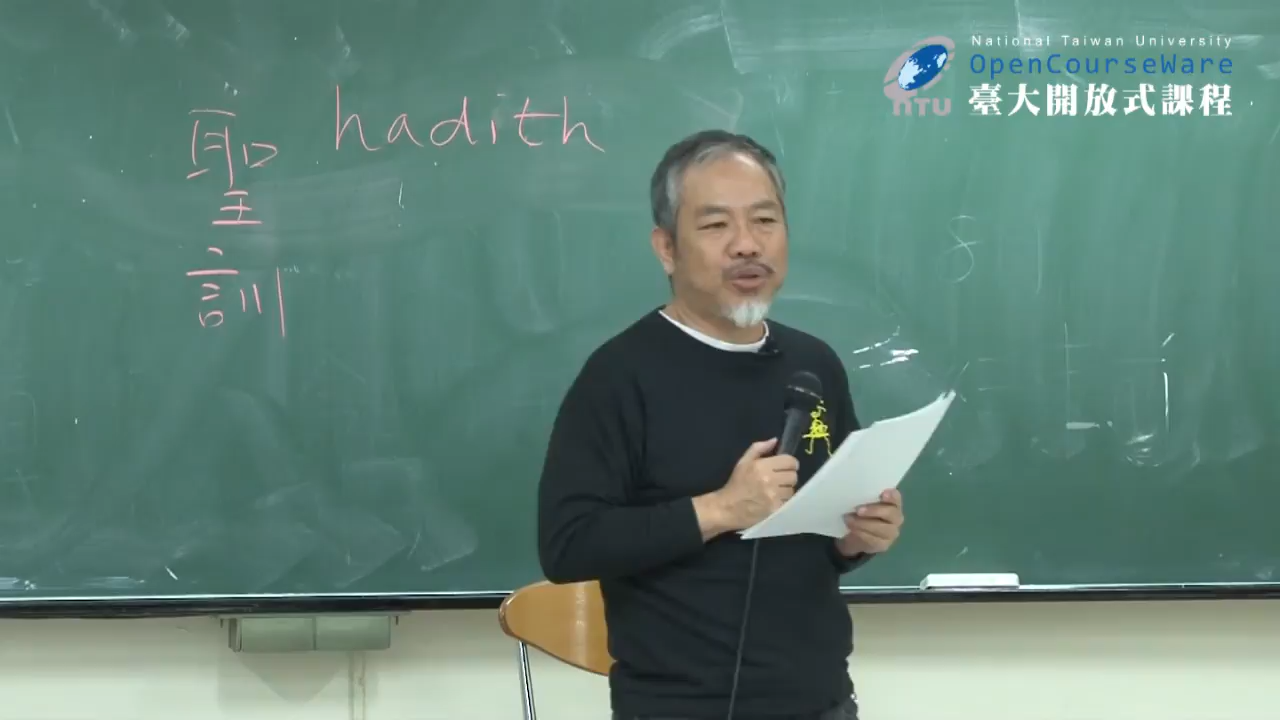 National Taiwan University
OpenCourseWare
NTU
臺大開放式課程
聖訓
hadith